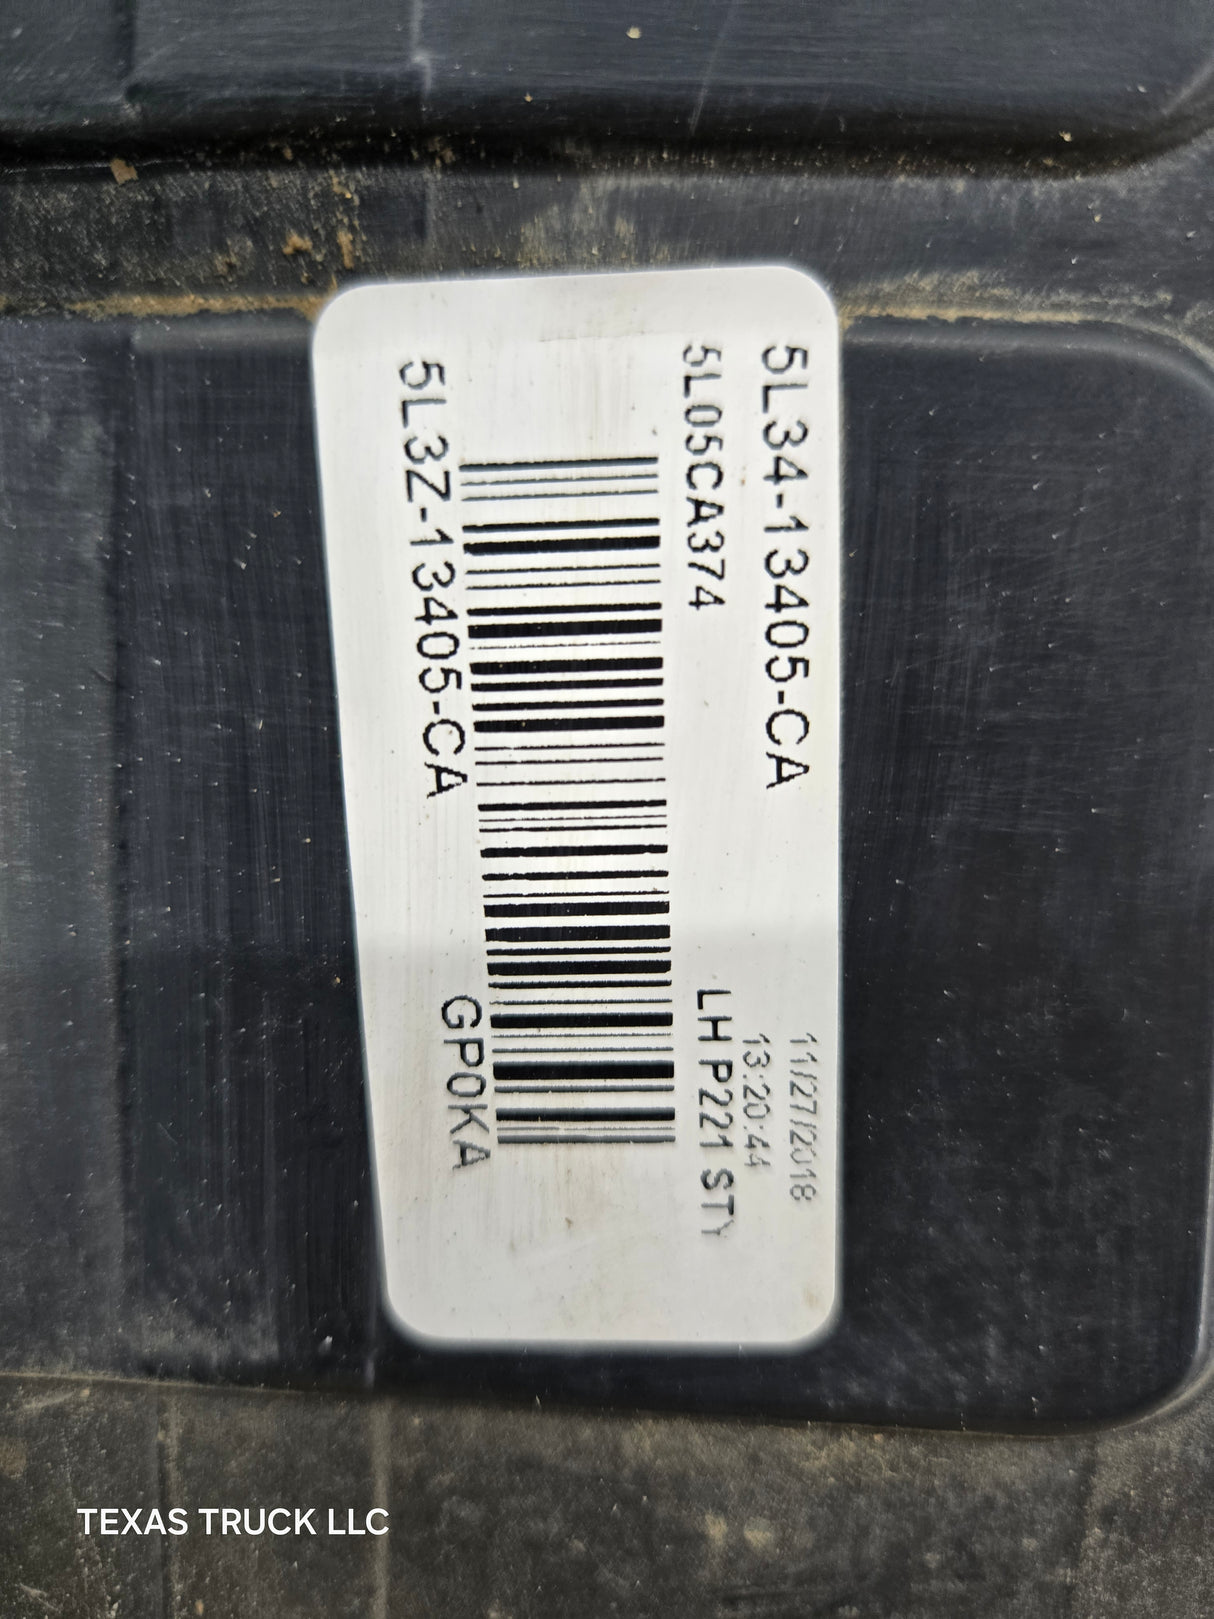 11/27/2018
5L34-13405-CA
13:20:44
5L05CA374
LH P221 STY
5L3Z-13405-CA
GP0KA
TEXAS TRUCK LLC